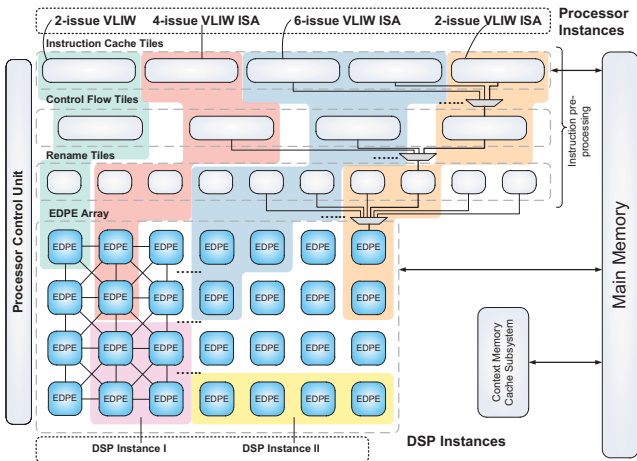 2-issue VLIW
4-issue VLIW ISA
6-issue VLIW ISA
2-issue VLIW ISA
Processor
Instances
Instruction Cache Tiles
Control Flow Tiles
Rename Tiles
EDPE Array
Instruction pre-
processing
Processor Control Unit
Main Memory
EDPE EDPE EDPE EDPE EDPE EDPE EDPE
EDPE EDPE EDPE EDPE EDPE EDPE EDPE
EDPE EDPE EDPE EDPE EDPE EDPE EDPE
EDPE EDPE EDPE EDPE EDPE EDPE EDPE
Context Memory
Cache Subsystem
DSP Instances
DSP Instance I
DSP Instance II